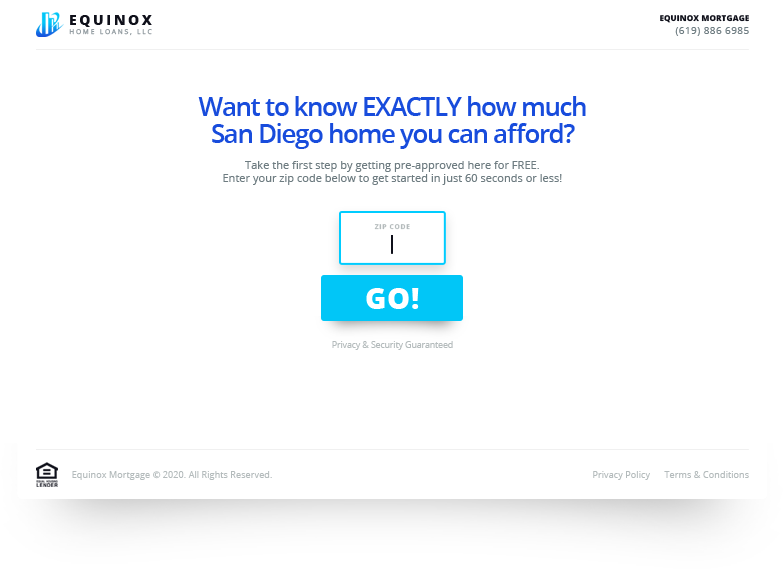 EQUINOX
HOME LOANS, LLC
EQUINOX MORTGAGE
(619) 886 6985
Want to know EXACTLY how much
San Diego home you can afford?
Take the first step by getting pre-approved here for FREE.
Enter your zip code below to get started in just 60 seconds or less!
ZIP CODE
GO!
Privacy & Security Guaranteed
EQUAL HOUSING
LENDER
Equinox Mortgage © 2020. All Rights Reserved.
Privacy Policy Terms & Conditions